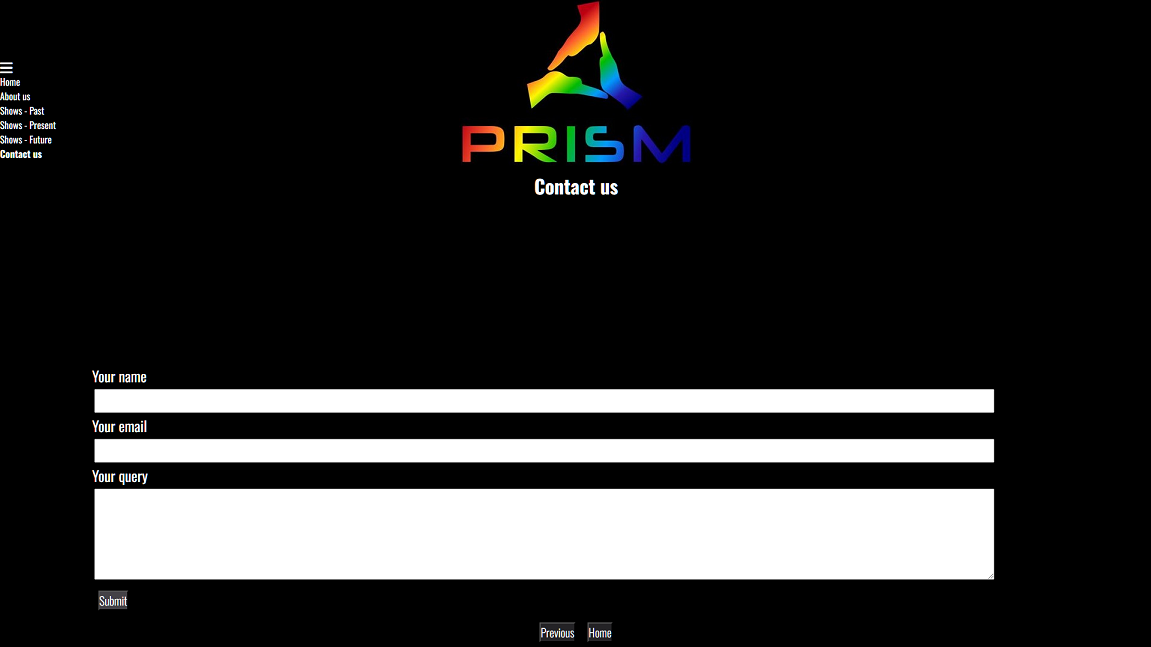 PRISM
Home
About us
Shows - Past
Shows - Present
Shows - Future
Contact us
Contact us
Your name
Your email
Your query
Submit
Previous Home